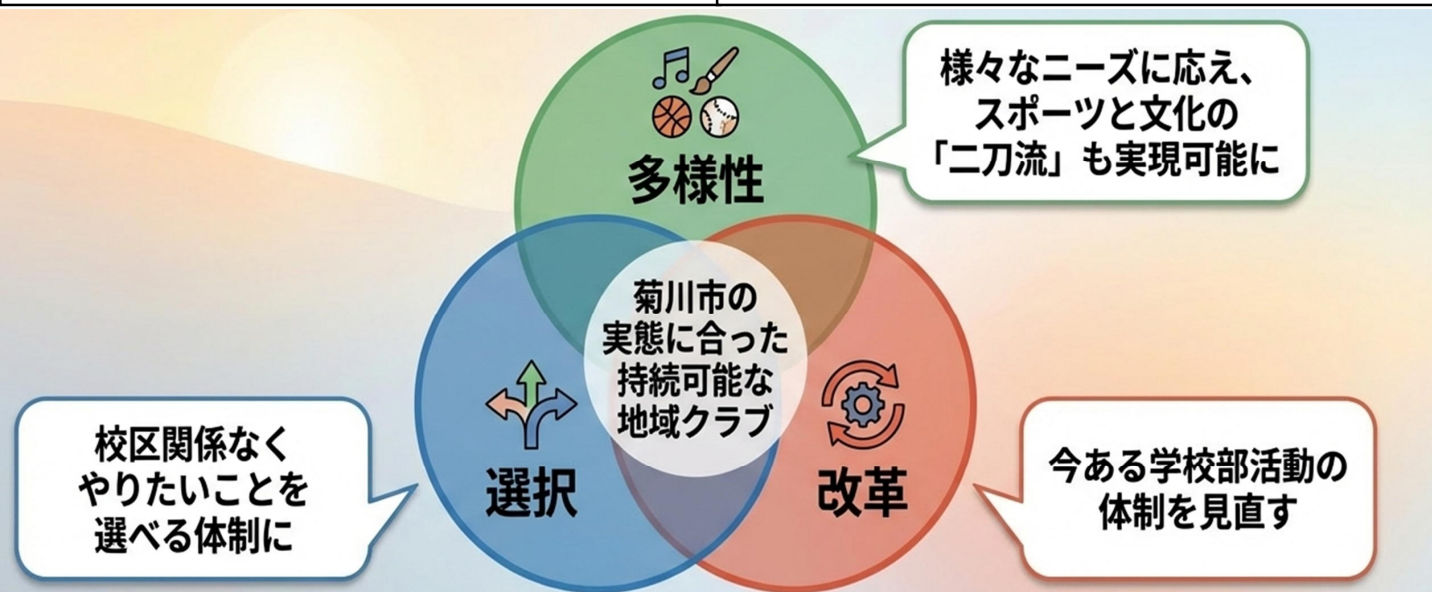 様々なニーズに応え、
スポーツと文化の
「二刀流」も実現可能に
多様性
菊川市の
実態に合った
持続可能な
地域クラブ
校区関係なく
やりたいことを
選べる体制に
選択
改革
今ある学校部活動の
体制を見直す